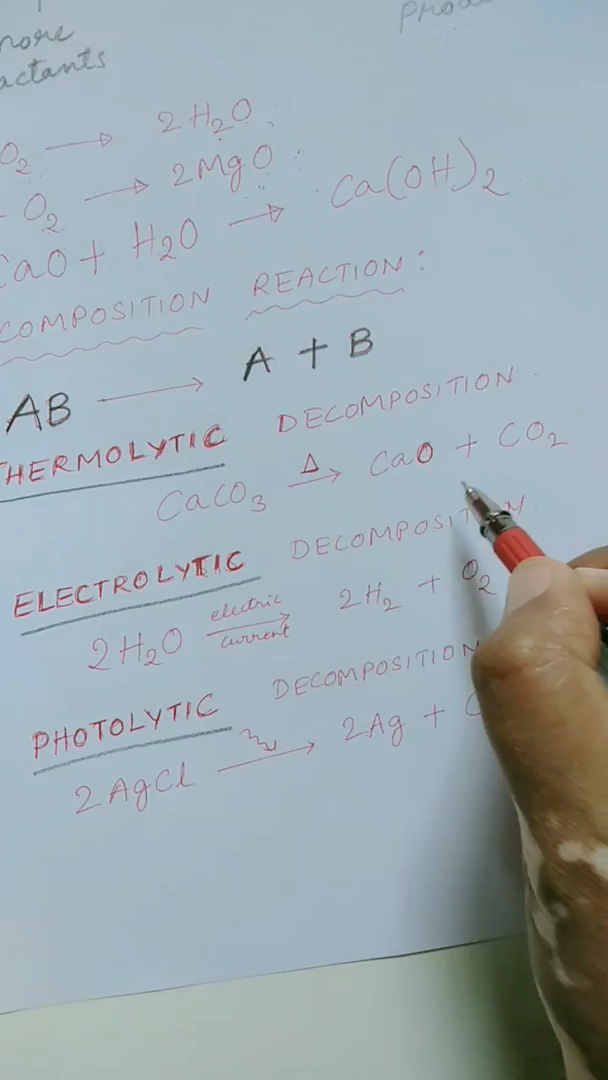 more
actants
O₂ → 2H₂O
O₂ → 2MgO
CaO + H₂O → Ca(OH)₂
COMPOSITION REACTION:
AB → A + B
THERMOLYTIC DECOMPOSITION
CaCO₃ Δ→ CaO + CO₂
ELECTROLYTIC DECOMPOSITION
2H₂O electric current → 2H₂ + O₂
PHOTOLYTIC DECOMPOSITION
2AgCl → 2Ag +